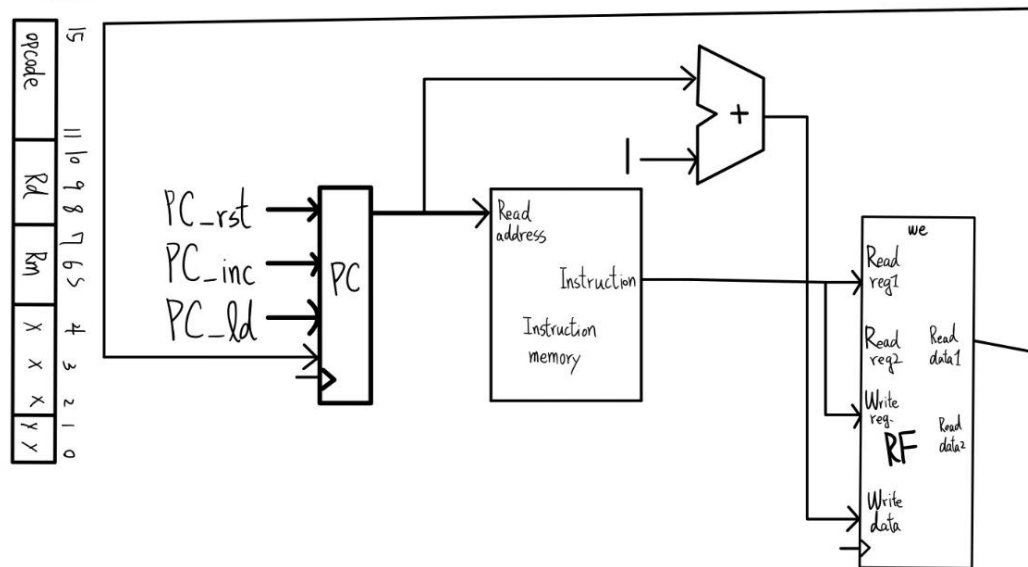 15
11
10
9
8
7
6
5
4
3
2
1
0
opcode
Rd
Rm
X
X
X
Y
Y
PC_rst
PC_inc
PC_ld
PC
+
1
Read
address
Instruction
Instruction
memory
we
Read
reg1
Read
reg2
Read
data1
Write
reg.
RF
Read
data2
Write
data